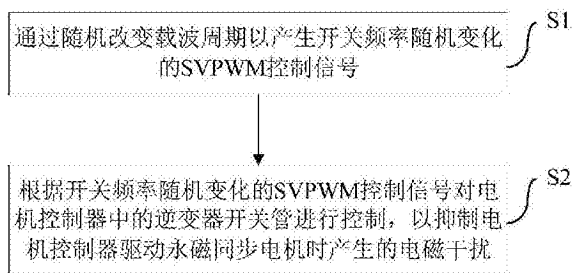 通过随机改变载波周期以产生开关频率随机变化
的SVPWM控制信号
S1
根据开关频率随机变化的SVPWM控制信号对电
机控制器中的逆变器开关管进行控制，以抑制电
机控制器驱动永磁同步电机时产生的电磁干扰
S2